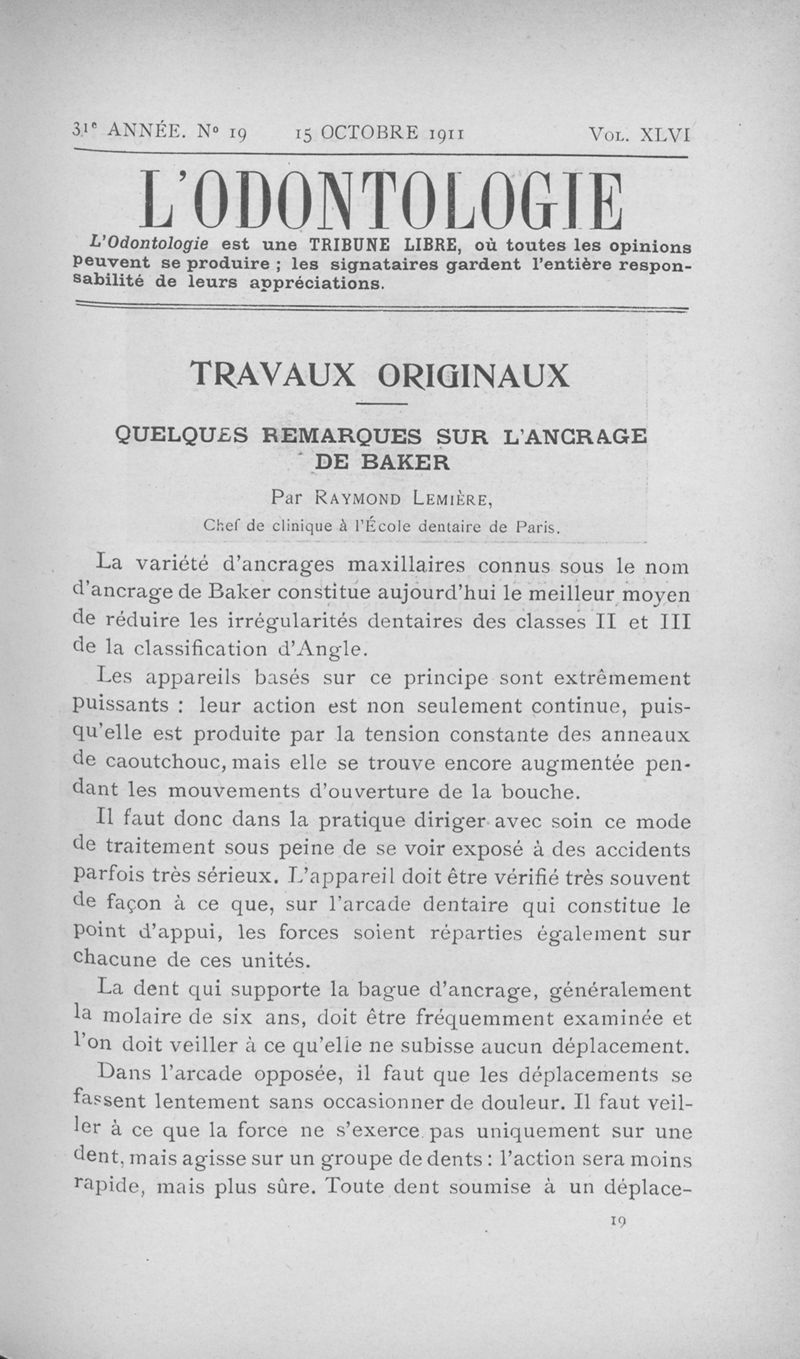 31e ANNÉE. No 19 15 OCTOBRE 1911 VOL. XLVI
L'ODONTOLOGIE
L'Odontologie est une TRIBUNE LIBRE, où toutes les opinions
peuvent se produire ; les signataires gardent l'entière respon-
sabilité de leurs appréciations.
TRAVAUX ORIGINAUX
QUELQUES REMARQUES SUR L'ANCRAGE
DE BAKER
Par RAYMOND LEMIÈRE,
Chef de clinique à l'École dentaire de Paris.
La variété d'ancrages maxillaires connus sous le nom
d'ancrage de Baker constitue aujourd'hui le meilleur moyen
de réduire les irrégularités dentaires des classes II et III
de la classification d'Angle.
Les appareils basés sur ce principe sont extrêmement
puissants : leur action est non seulement continue, puis-
qu'elle est produite par la tension constante des anneaux
de caoutchouc, mais elle se trouve encore augmentée pen-
dant les mouvements d'ouverture de la bouche.
Il faut donc dans la pratique diriger avec soin ce mode
de traitement sous peine de se voir exposé à des accidents
parfois très sérieux. L'appareil doit être vérifié très souvent
de façon à ce que, sur l'arcade dentaire qui constitue le
point d'appui, les forces soient réparties également sur
chacune de ces unités.
La dent qui supporte la bague d'ancrage, généralement
la molaire de six ans, doit être fréquemment examinée et
l'on doit veiller à ce qu'elle ne subisse aucun déplacement.
Dans l'arcade opposée, il faut que les déplacements se
fassent lentement sans occasionner de douleur. Il faut veil-
ler à ce que la force ne s'exerce pas uniquement sur une
dent, mais agisse sur un groupe de dents : l'action sera moins
rapide, mais plus sûre. Toute dent soumise à un déplace-
19